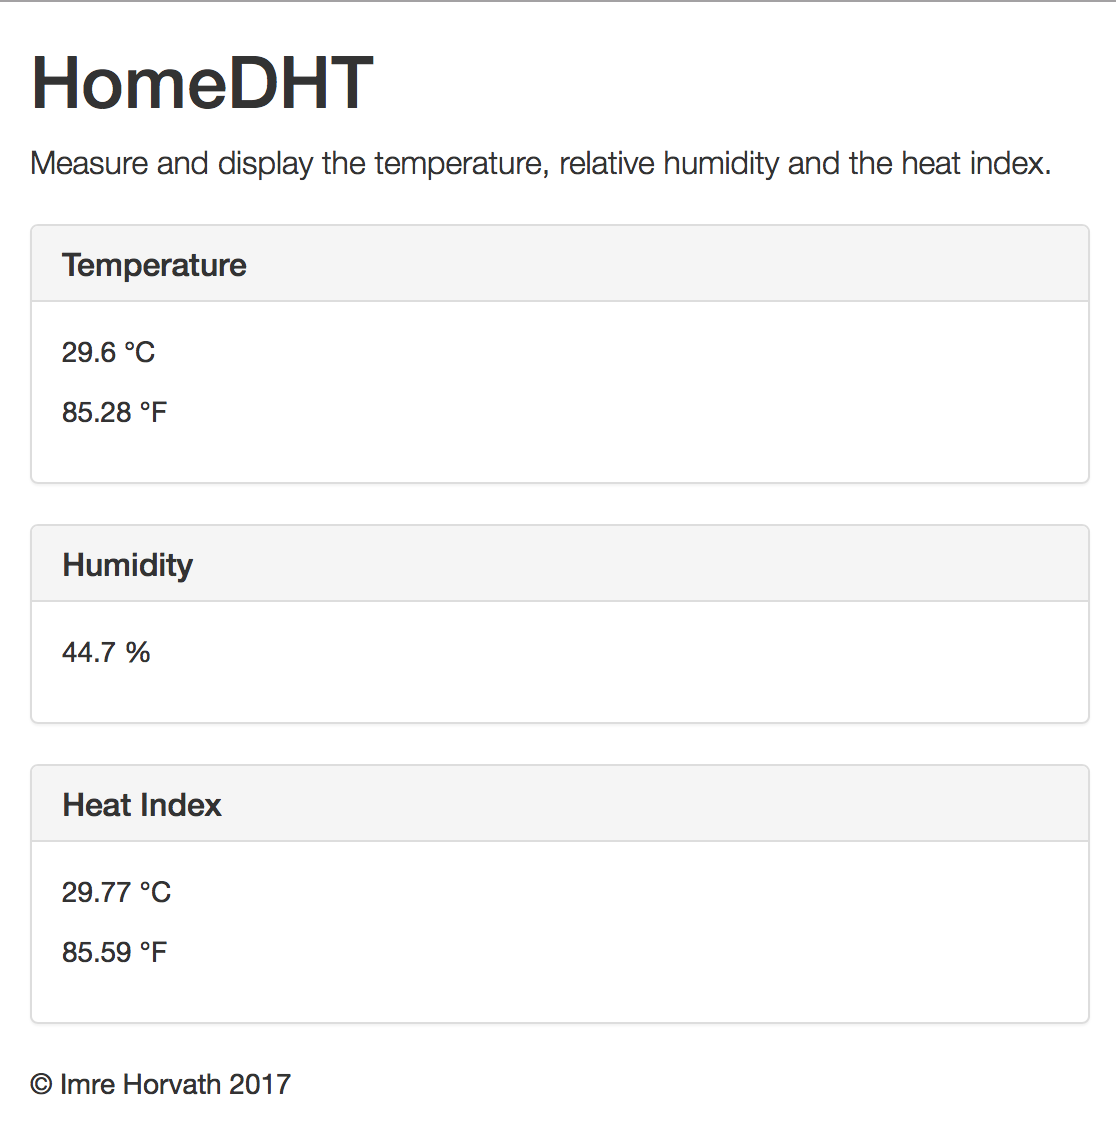 HomeDHT
Measure and display the temperature, relative humidity and the heat index.
Temperature
29.6 °C
85.28 °F
Humidity
44.7 %
Heat Index
29.77 °C
85.59 °F
© Imre Horvath 2017